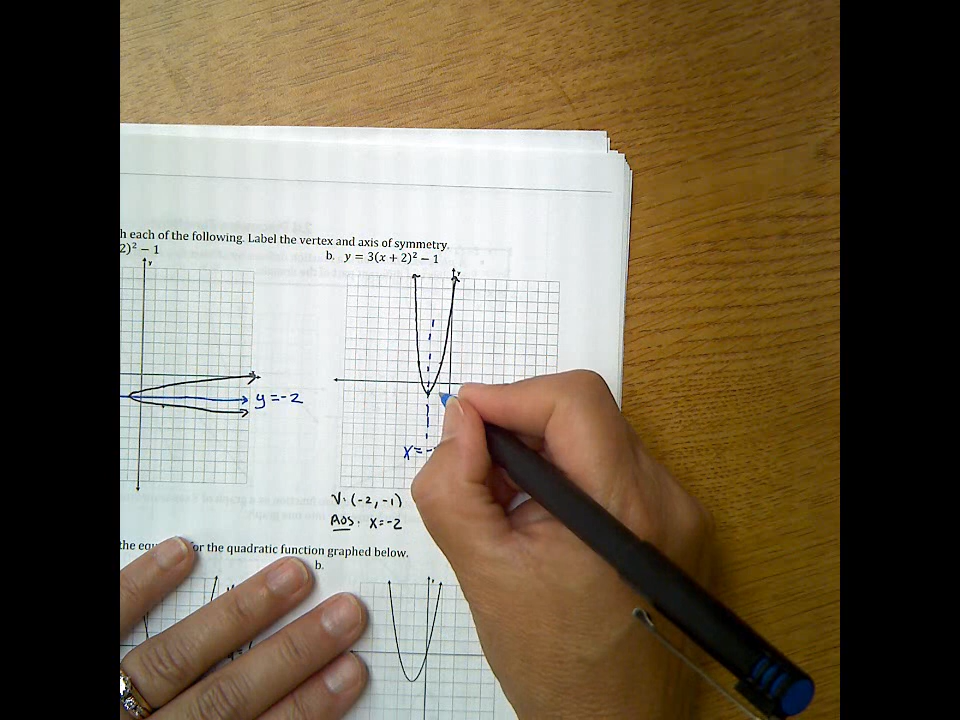 each of the following. Label the vertex and axis of symmetry.
2)² − 1
b. y = 3(x + 2)² − 1
y
y
y = -2
x = -
V: (-2, -1)
AOS: x = -2
the for the quadratic function graphed below.
b.